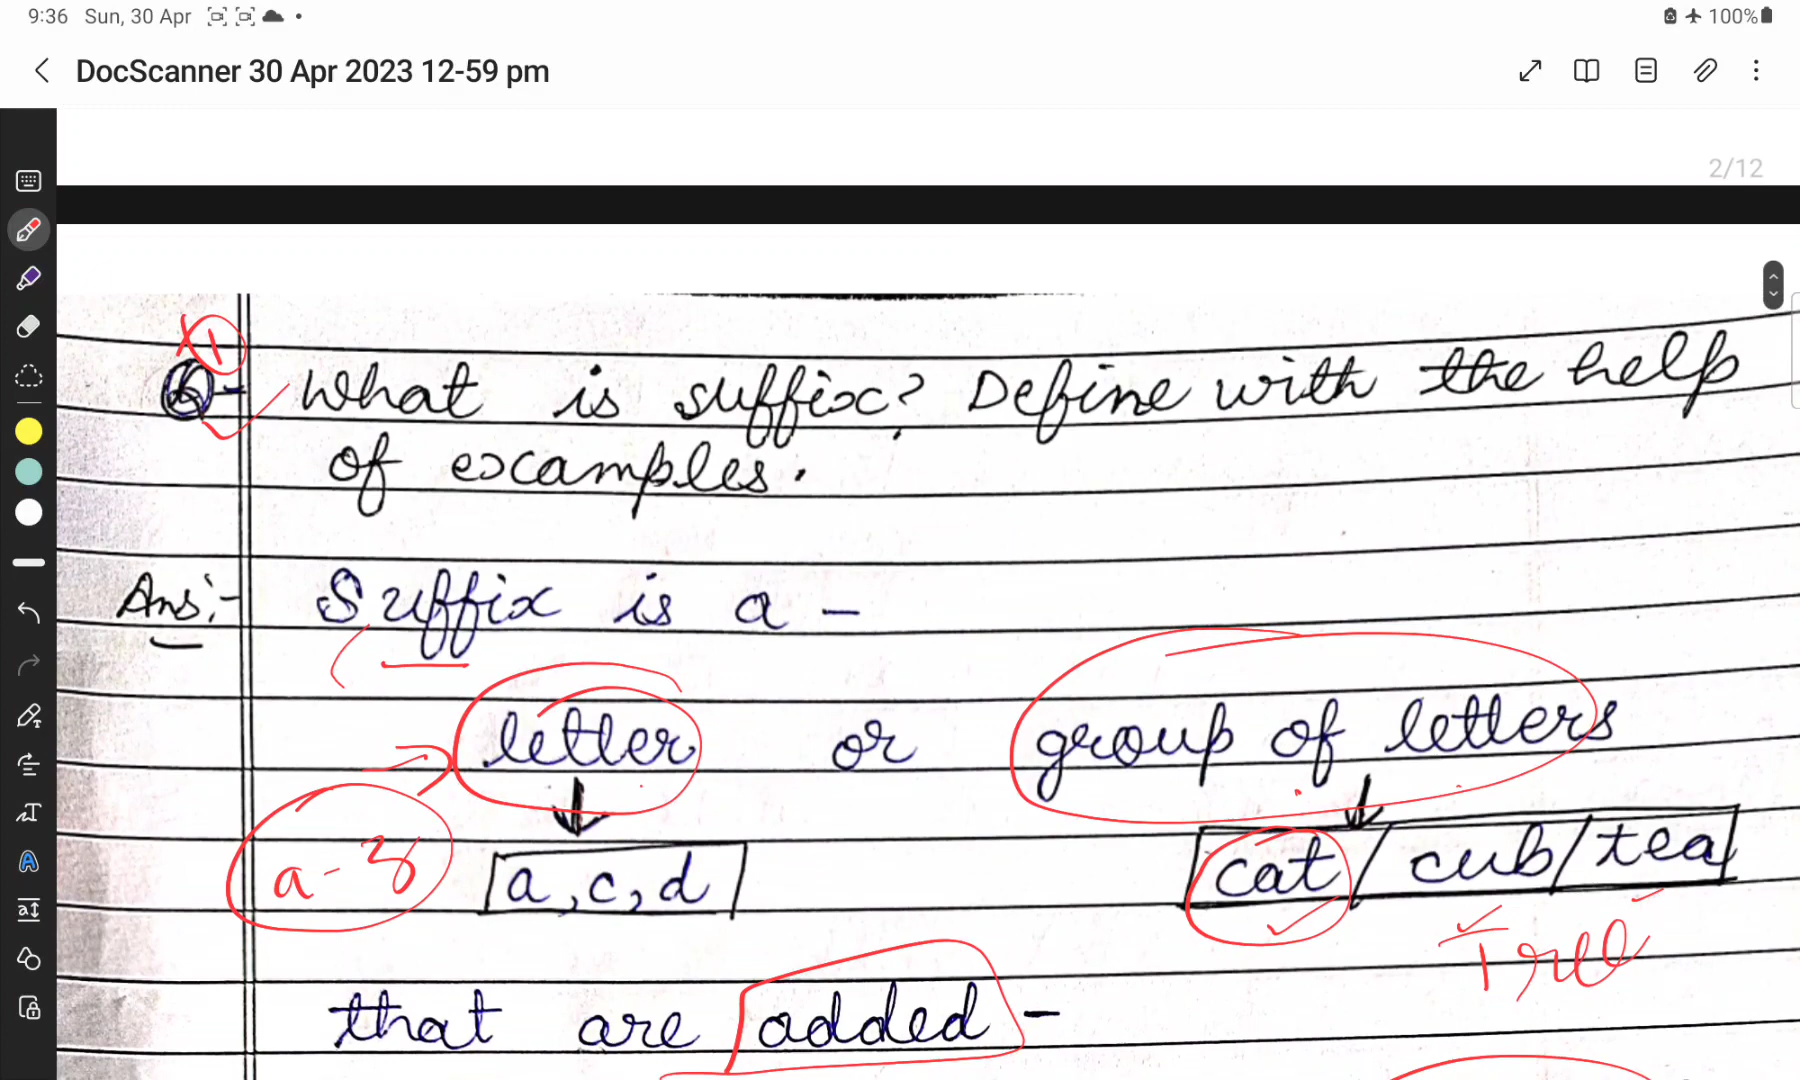 9:36 Sun, 30 Apr
100%
DocScanner 30 Apr 2023 12-59 pm
2/12
Q- What is suffix? Define with the help
of examples.
Ans:- Suffix is a -
letter or group of letters
a-z a,c,d cat/cub/tea
Tree
that are added -